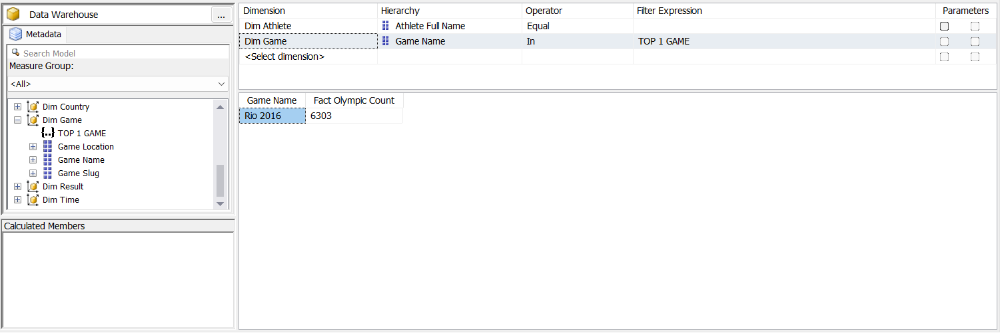 Data Warehouse ...
Metadata
Search Model
Measure Group:
<All>
Dim Country
Dim Game
{..} TOP 1 GAME
Game Location
Game Name
Game Slug
Dim Result
Dim Time
Calculated Members
Dimension Hierarchy Operator Filter Expression Parameters
Dim Athlete Athlete Full Name Equal
Dim Game Game Name In TOP 1 GAME
<Select dimension>
Game Name Fact Olympic Count
Rio 2016 6303